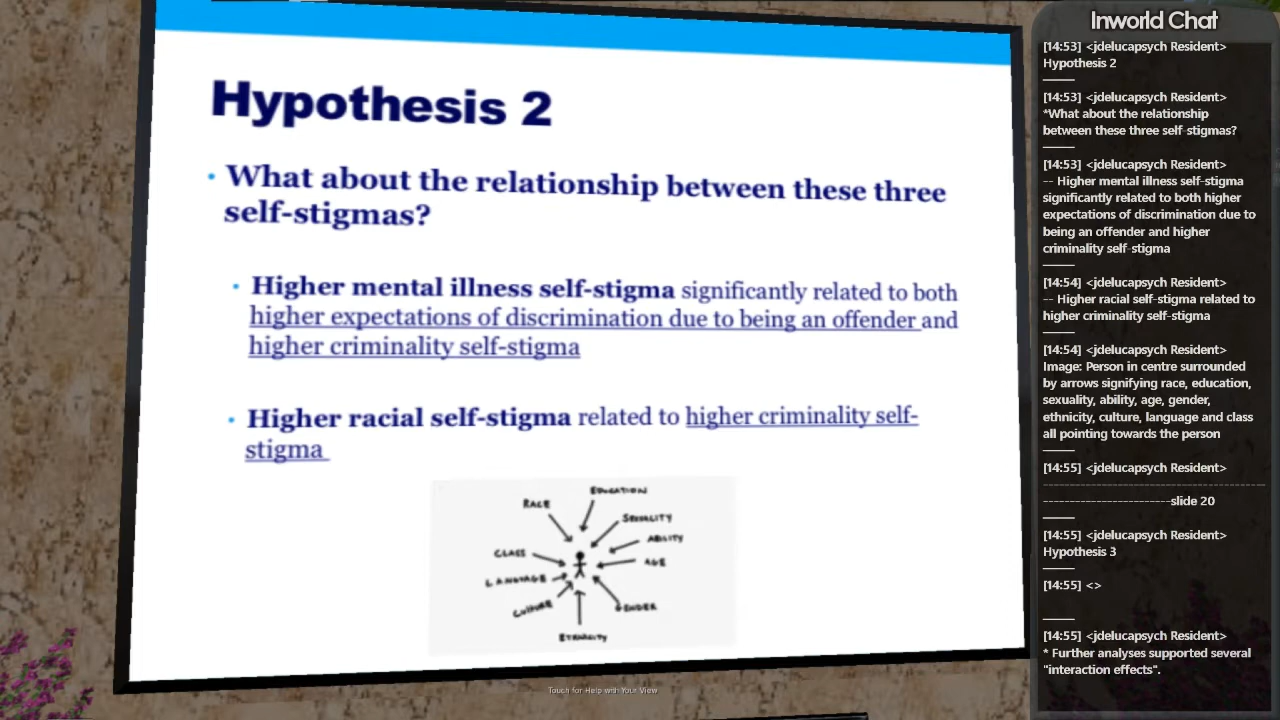 Hypothesis 2
• What about the relationship between these three
self-stigmas?
• Higher mental illness self-stigma significantly related to both
higher expectations of discrimination due to being an offender and
higher criminality self-stigma
• Higher racial self-stigma related to higher criminality self-
stigma
EDUCATION
RACE
SEXUALITY
ABILITY
CLASS
AGE
LANGUAGE
CULTURE
GENDER
ETHNICITY
Touch for Help with Your View
Inworld Chat
[14:53] <jdelucapsych Resident>
Hypothesis 2
[14:53] <jdelucapsych Resident>
*What about the relationship
between these three self-stigmas?
[14:53] <jdelucapsych Resident>
-- Higher mental illness self-stigma
significantly related to both higher
expectations of discrimination due to
being an offender and higher
criminality self-stigma
[14:54] <jdelucapsych Resident>
-- Higher racial self-stigma related to
higher criminality self-stigma
[14:54] <jdelucapsych Resident>
Image: Person in centre surrounded
by arrows signifying race, education,
sexuality, ability, age, gender,
ethnicity, culture, language and class
all pointing towards the person
[14:55] <jdelucapsych Resident>
------------------------------------------
------------------------slide 20
[14:55] <jdelucapsych Resident>
Hypothesis 3
[14:55] <>
[14:55] <jdelucapsych Resident>
* Further analyses supported several
"interaction effects".